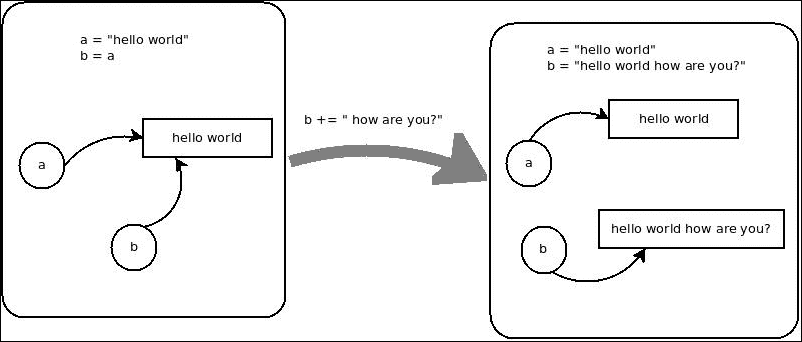 a = "hello world"
b = a
hello world
a
b
b += " how are you?"
a = "hello world"
b = "hello world how are you?"
hello world
a
hello world how are you?
b